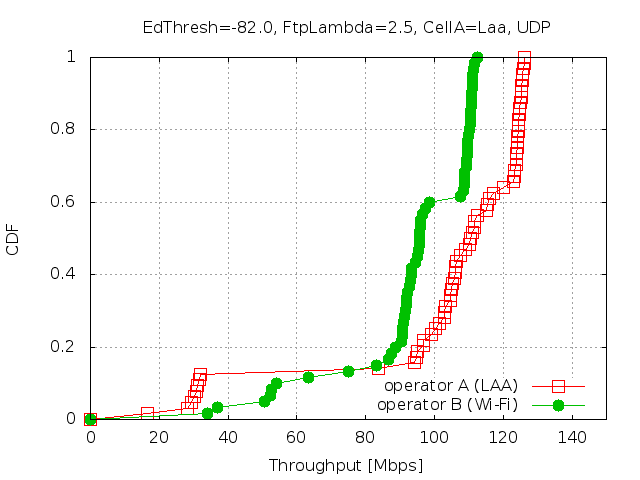 EdThresh=-82.0, FtpLambda=2.5, CellA=Laa, UDP
1
0.8
0.6
0.4
0.2
0
CDF
operator A (LAA)
operator B (Wi-Fi)
0 20 40 60 80 100 120 140
Throughput [Mbps]